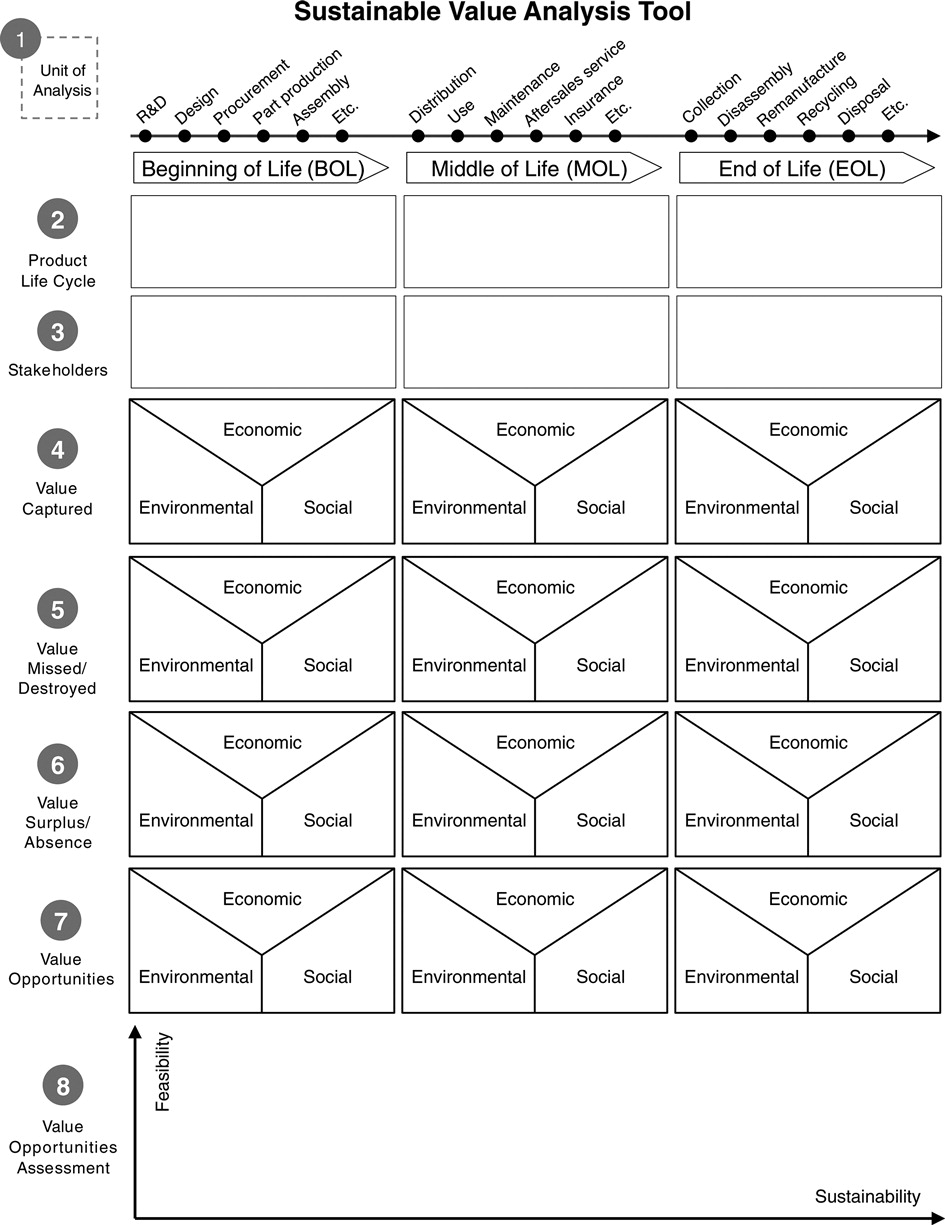 Sustainable Value Analysis Tool
1
Unit of
Analysis
R&D
Design
Procurement
Part production
Assembly
Etc.
Distribution
Use
Maintenance
Aftersales service
Insurance
Etc.
Collection
Disassembly
Remanufacture
Recycling
Disposal
Etc.
Beginning of Life (BOL)
Middle of Life (MOL)
End of Life (EOL)
2
Product
Life Cycle
3
Stakeholders
4
Value
Captured
Economic
Environmental
Social
Economic
Environmental
Social
Economic
Environmental
Social
5
Value
Missed/
Destroyed
Economic
Environmental
Social
Economic
Environmental
Social
Economic
Environmental
Social
6
Value
Surplus/
Absence
Economic
Environmental
Social
Economic
Environmental
Social
Economic
Environmental
Social
7
Value
Opportunities
Economic
Environmental
Social
Economic
Environmental
Social
Economic
Environmental
Social
8
Value
Opportunities
Assessment
Feasibility
Sustainability